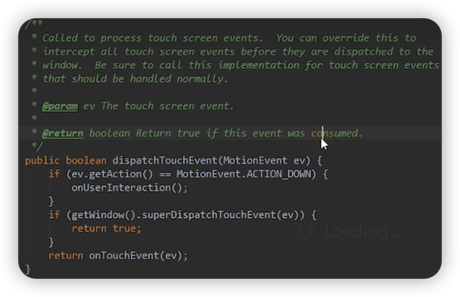 /**
* Called to process touch screen events.  You can override this to
* intercept all touch screen events before they are dispatched to the
* window.  Be sure to call this implementation for touch screen events
* that should be handled normally.
*
* @param ev The touch screen event.
*
* @return boolean Return true if this event was consumed.
*/
public boolean dispatchTouchEvent(MotionEvent ev) {
if (ev.getAction() == MotionEvent.ACTION_DOWN) {
onUserInteraction();
}
if (getWindow().superDispatchTouchEvent(ev)) {
return true;
}
return onTouchEvent(ev);
}
Loading...